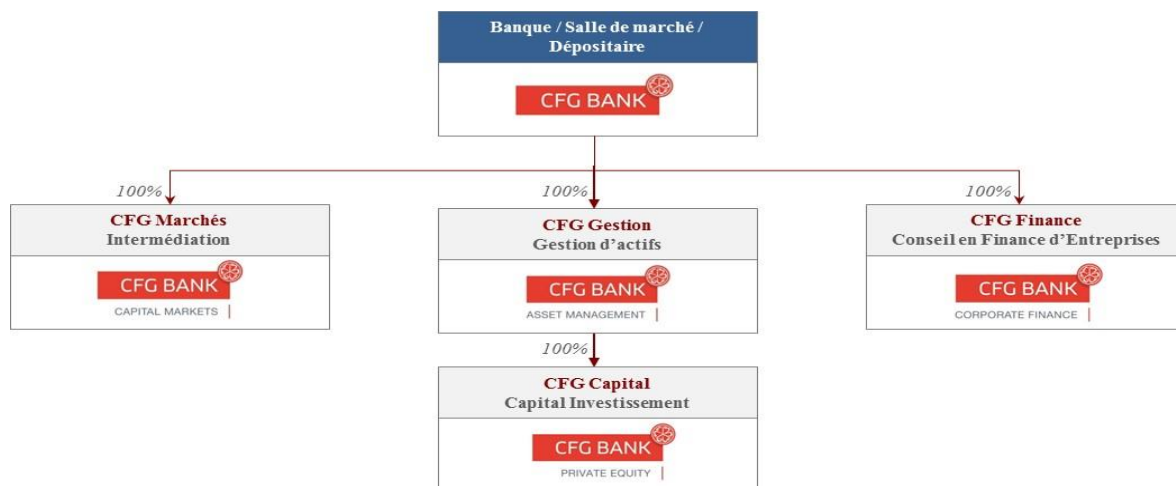 Banque / Salle de marché /
Dépositaire
CFG BANK
100%
100%
100%
CFG Marchés
Intermédiation
CFG BANK
CAPITAL MARKETS
CFG Gestion
Gestion d'actifs
CFG BANK
ASSET MANAGEMENT
CFG Finance
Conseil en Finance d'Entreprises
CFG BANK
CORPORATE FINANCE
100%
CFG Capital
Capital Investissement
CFG BANK
PRIVATE EQUITY